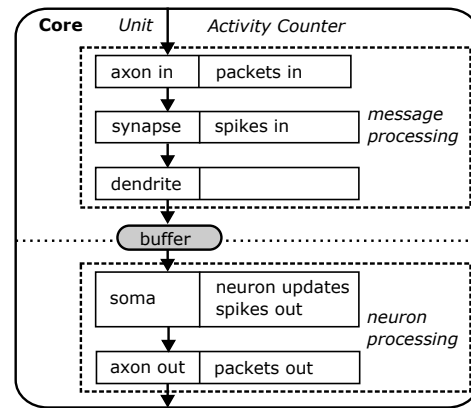 Core Unit Activity Counter
axon in packets in
synapse spikes in
message
processing
dendrite
buffer
soma
neuron updates
spikes out
neuron
processing
axon out packets out